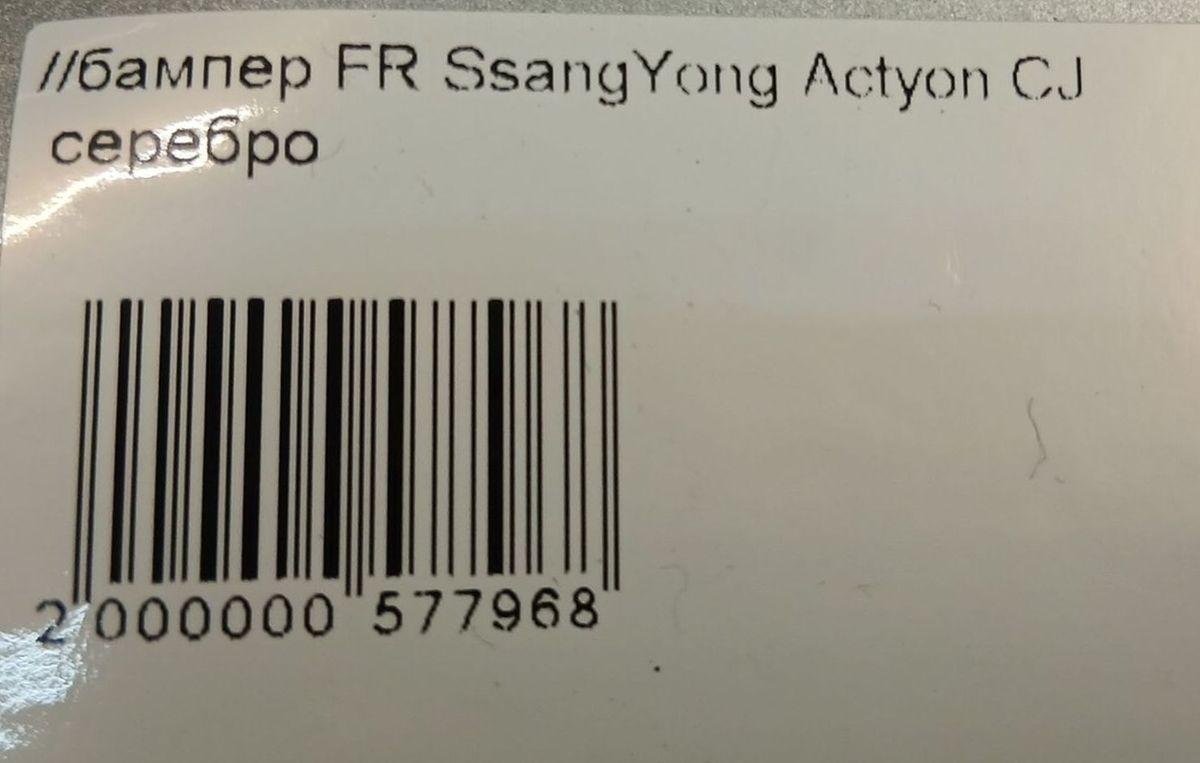 //бампер FR SsangYong Actyon CJ
серебро
2 000000 577968